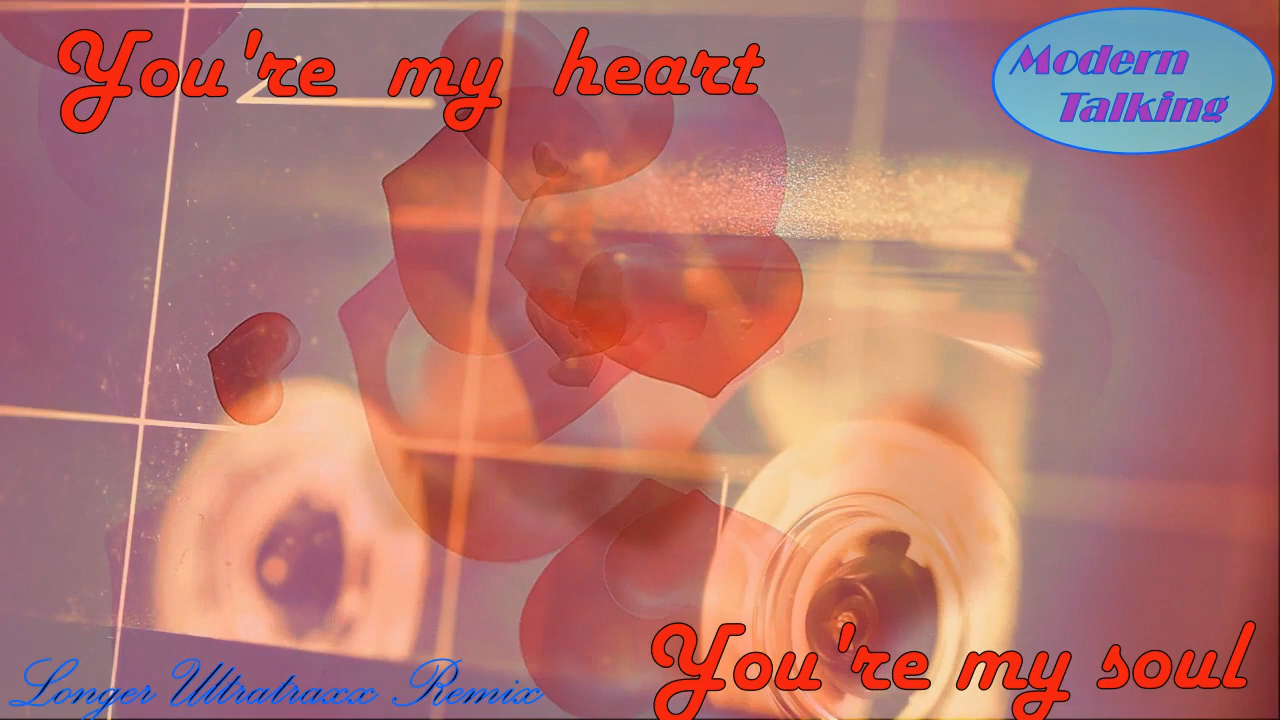 You're my heart
Modern
Talking
You're my soul
Longer Ultratraxx Remix